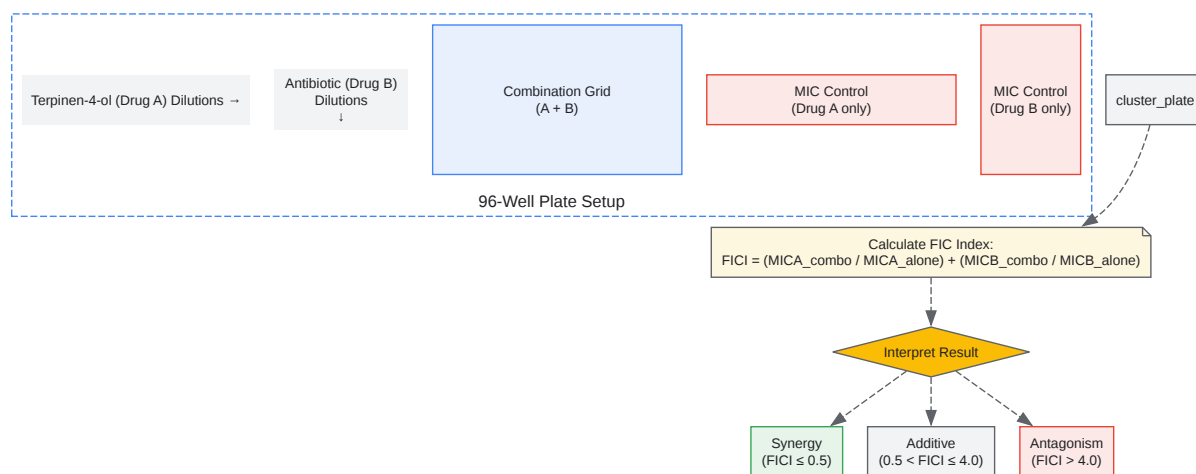 Terpinen-4-ol (Drug A) Dilutions →
Antibiotic (Drug B)
Dilutions
↓
Combination Grid
(A + B)
MIC Control
(Drug A only)
MIC Control
(Drug B only)
cluster_plate
96-Well Plate Setup
Calculate FIC Index:
FICI = (MICA_combo / MICA_alone) + (MICB_combo / MICB_alone)
Interpret Result
Synergy
(FICI ≤ 0.5)
Additive
(0.5 < FICI ≤ 4.0)
Antagonism
(FICI > 4.0)